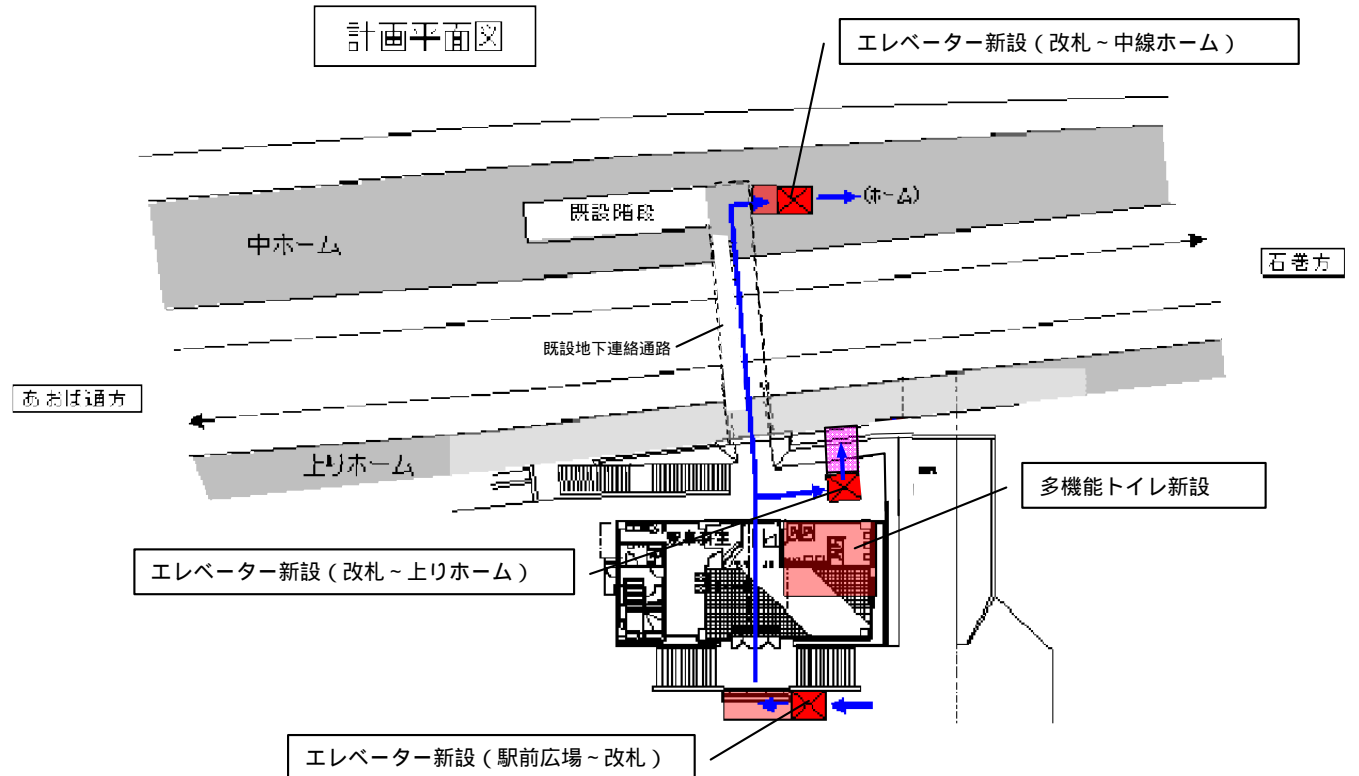 計画平面図
エレベーター新設(改札~中線ホーム)
既設階段
(ホーム)
中ホーム
石巻方
既設地下連絡通路
あおば通方
上りホーム
多機能トイレ新設
エレベーター新設(改札~上りホーム)
エレベーター新設(駅前広場~改札)